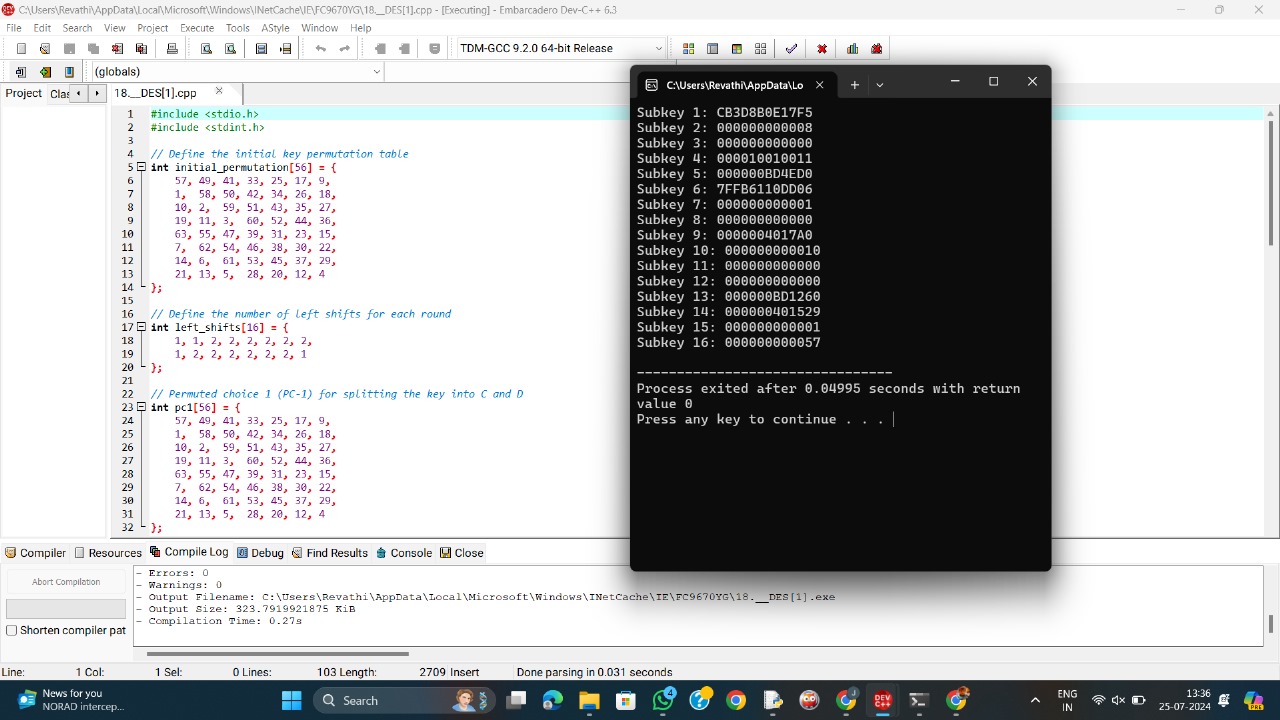 C:\Users\Revathi\AppData\Local\Microsoft\Windows\INetCache\IE\FC9670YG\18.__DES[1].cpp - [Executing] - Embarcadero Dev-C++ 6.3
File Edit Search View Project Execute Tools AStyle Window Help
TDM-GCC 9.2.0 64-bit Release
(globals)
Project Clas 18.__DES[1].cpp
1 #include <stdio.h>
2 #include <stdint.h>
3
4 // Define the initial key permutation table
5 int initial_permutation[56] = {
6 57, 49, 41, 33, 25, 17, 9,
7 1, 58, 50, 42, 34, 26, 18,
8 10, 2, 59, 51, 43, 35, 27,
9 19, 11, 3, 60, 52, 44, 36,
10 63, 55, 47, 39, 31, 23, 15,
11 7, 62, 54, 46, 38, 30, 22,
12 14, 6, 61, 53, 45, 37, 29,
13 21, 13, 5, 28, 20, 12, 4
14 };
15
16 // Define the number of left shifts for each round
17 int left_shifts[16] = {
18 1, 1, 2, 2, 2, 2, 2, 2,
19 1, 2, 2, 2, 2, 2, 2, 1
20 };
21
22 // Permuted choice 1 (PC-1) for splitting the key into C and D
23 int pc1[56] = {
24 57, 49, 41, 33, 25, 17, 9,
25 1, 58, 50, 42, 34, 26, 18,
26 10, 2, 59, 51, 43, 35, 27,
27 19, 11, 3, 60, 52, 44, 36,
28 63, 55, 47, 39, 31, 23, 15,
29 7, 62, 54, 46, 38, 30, 22,
30 14, 6, 61, 53, 45, 37, 29,
31 21, 13, 5, 28, 20, 12, 4
32 };
C:\Users\Revathi\AppData\Lo
Subkey 1: CB3D8B0E17F5
Subkey 2: 000000000008
Subkey 3: 000000000000
Subkey 4: 000010010011
Subkey 5: 000000BD4ED0
Subkey 6: 7FFB6110DD06
Subkey 7: 000000000001
Subkey 8: 000000000000
Subkey 9: 0000004017A0
Subkey 10: 000000000010
Subkey 11: 000000000000
Subkey 12: 000000000000
Subkey 13: 000000BD1260
Subkey 14: 000000401529
Subkey 15: 000000000001
Subkey 16: 000000000057
--------------------------------
Process exited after 0.04995 seconds with return
value 0
Press any key to continue . . .
Compiler Resources Compile Log Debug Find Results Console Close
Abort Compilation
Shorten compiler pat
- Errors: 0
- Warnings: 0
- Output Filename: C:\Users\Revathi\AppData\Local\Microsoft\Windows\INetCache\IE\FC9670YG\18.__DES[1].exe
- Output Size: 323.7919921875 KiB
- Compilation Time: 0.27s
Line: 1 Col: 1 Sel: 0 Lines: 103 Length: 2709 Insert Done parsing in 0.031 seconds
News for you
NORAD intercep...
Search
4
DEV
C++
ENG
IN
13:36
25-07-2024
PRE